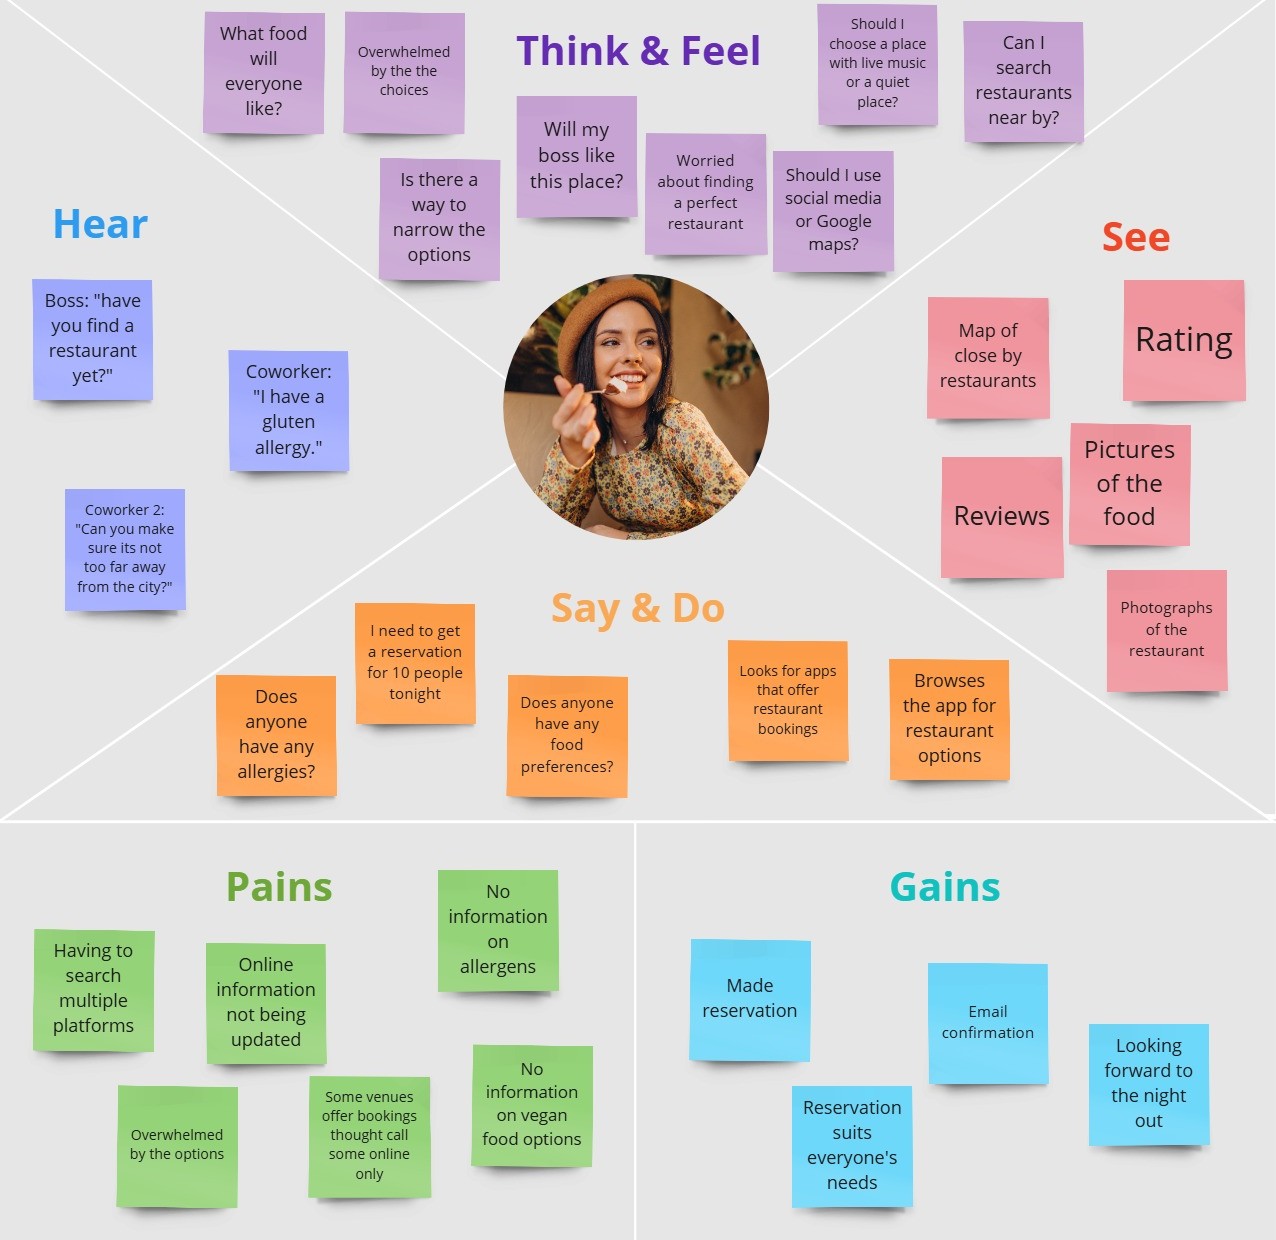 Think & Feel
What food
will
everyone
like?
Overwhelmed
by the the
choices
Is there a
way to
narrow the
options
Will my
boss like
this place?
Worried
about finding
a perfect
restaurant
Should I use
social media
or Google
maps?
Should I
choose a place
with live music
or a quiet
place?
Can I
search
restaurants
near by?
Hear
Boss: "have
you find a
restaurant
yet?"
Coworker:
"I have a
gluten
allergy."
Coworker 2:
"Can you make
sure its not
too far away
from the city?"
See
Map of
close by
restaurants
Rating
Reviews
Pictures
of the
food
Photographs
of the
restaurant
Say & Do
Does
anyone
have any
allergies?
I need to get
a reservation
for 10 people
tonight
Does anyone
have any
food
preferences?
Looks for apps
that offer
restaurant
bookings
Browses
the app for
restaurant
options
Pains
Having to
search
multiple
platforms
Online
information
not being
updated
No
information
on
allergens
Overwhelmed
by the options
Some venues
offer bookings
thought call
some online
only
No
information
on vegan
food options
Gains
Made
reservation
Email
confirmation
Looking
forward to
the night
out
Reservation
suits
everyone's
needs